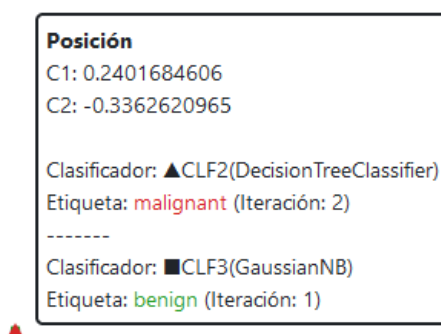 Posición
C1: 0.2401684606
C2: -0.3362620965
Clasificador: ▲CLF2(DecisionTreeClassifier)
Etiqueta: malignant (Iteración: 2)
-------
Clasificador: ■CLF3(GaussianNB)
Etiqueta: benign (Iteración: 1)